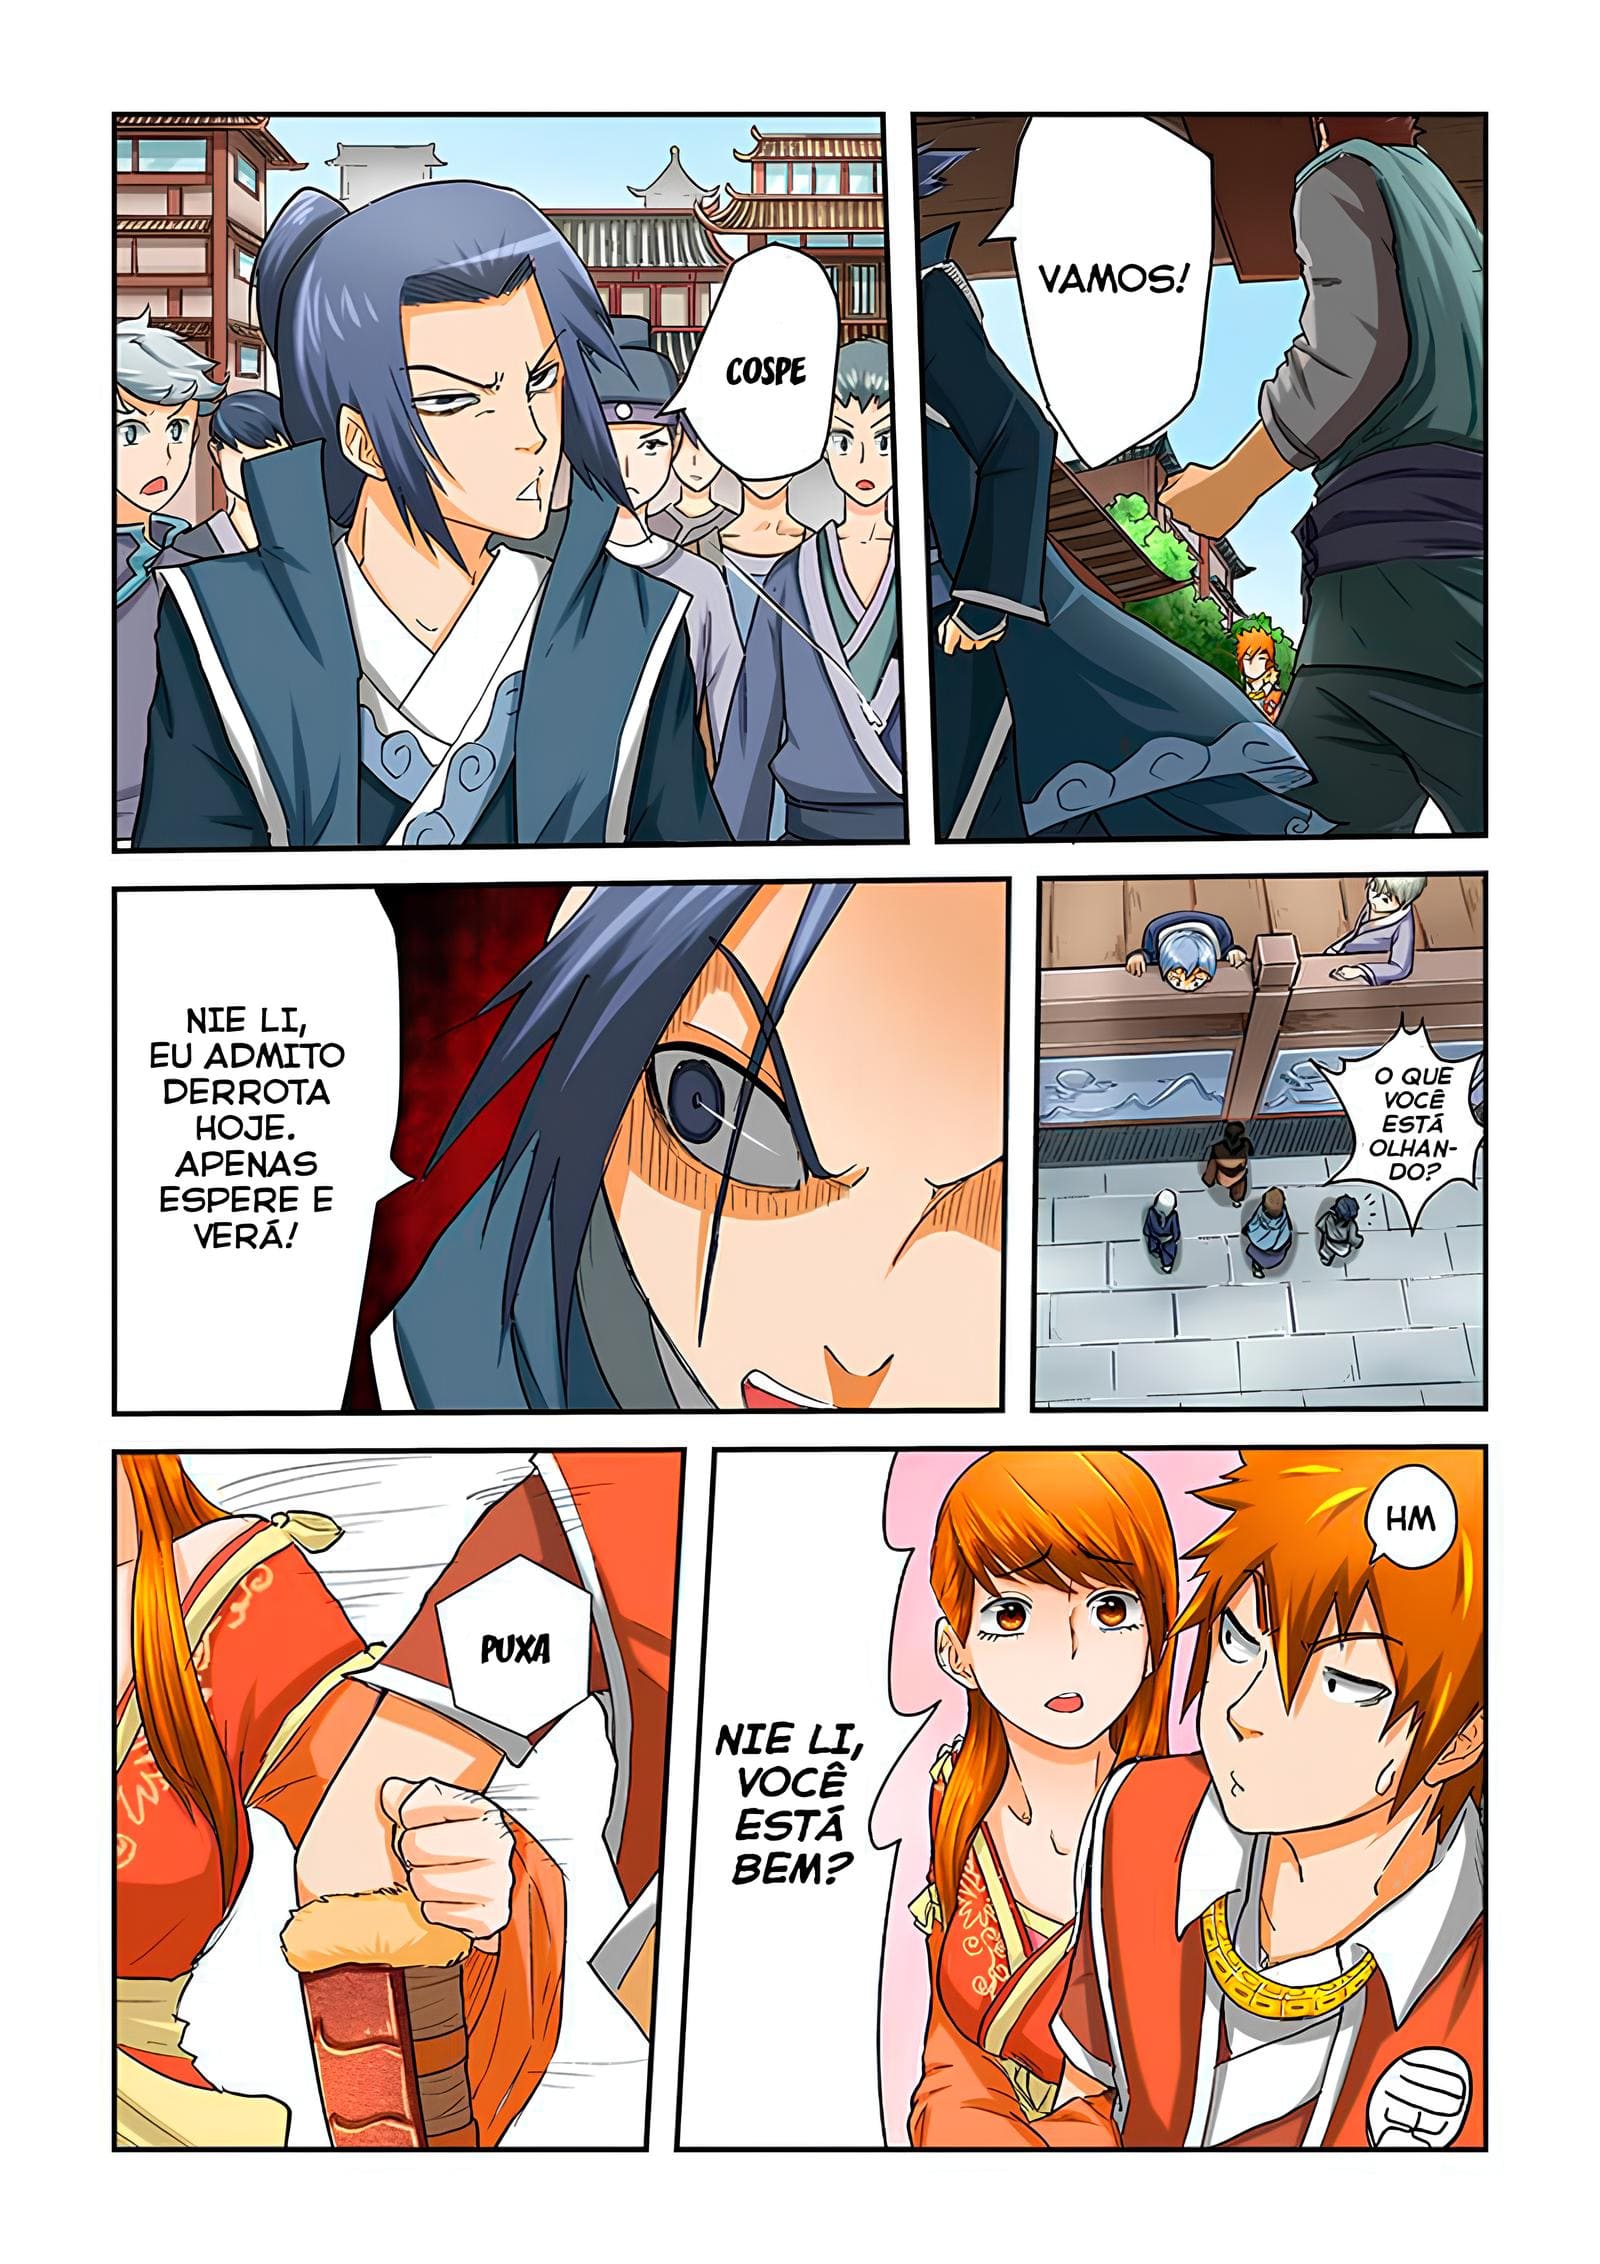 COSPE
VAMOS!
NIE LI,
EU ADMITO
DERROTA
HOJE.
APENAS
ESPERE E
VERÁ!
O QUE
VOCÊ
ESTÁ
OLHAN-
DO?
PUXA
HM
NIE LI,
VOCÊ
ESTÁ
BEM?